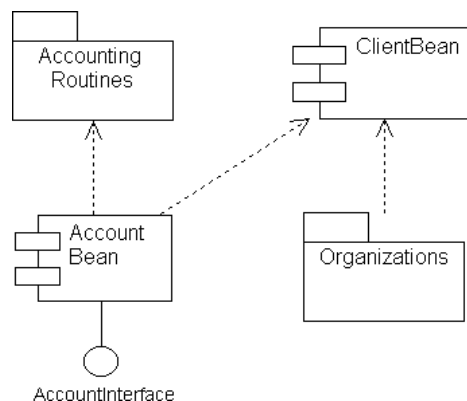 Accounting
Routines
ClientBean
Account
Bean
Organizations
AccountInterface